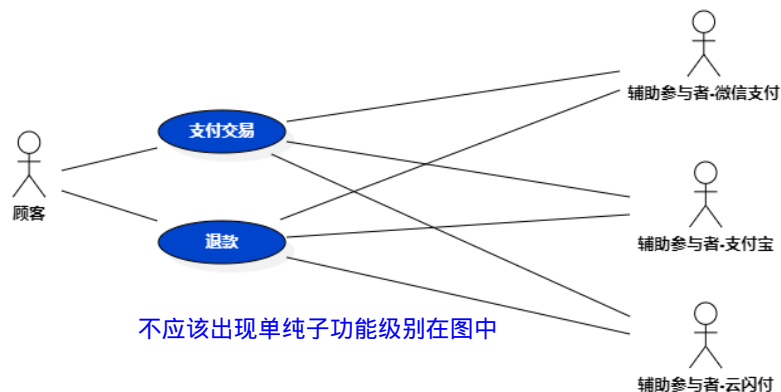 辅助参与者-微信支付
支付交易
顾客
退款
辅助参与者-支付宝
不应该出现单纯子功能级别在图中
辅助参与者-云闪付